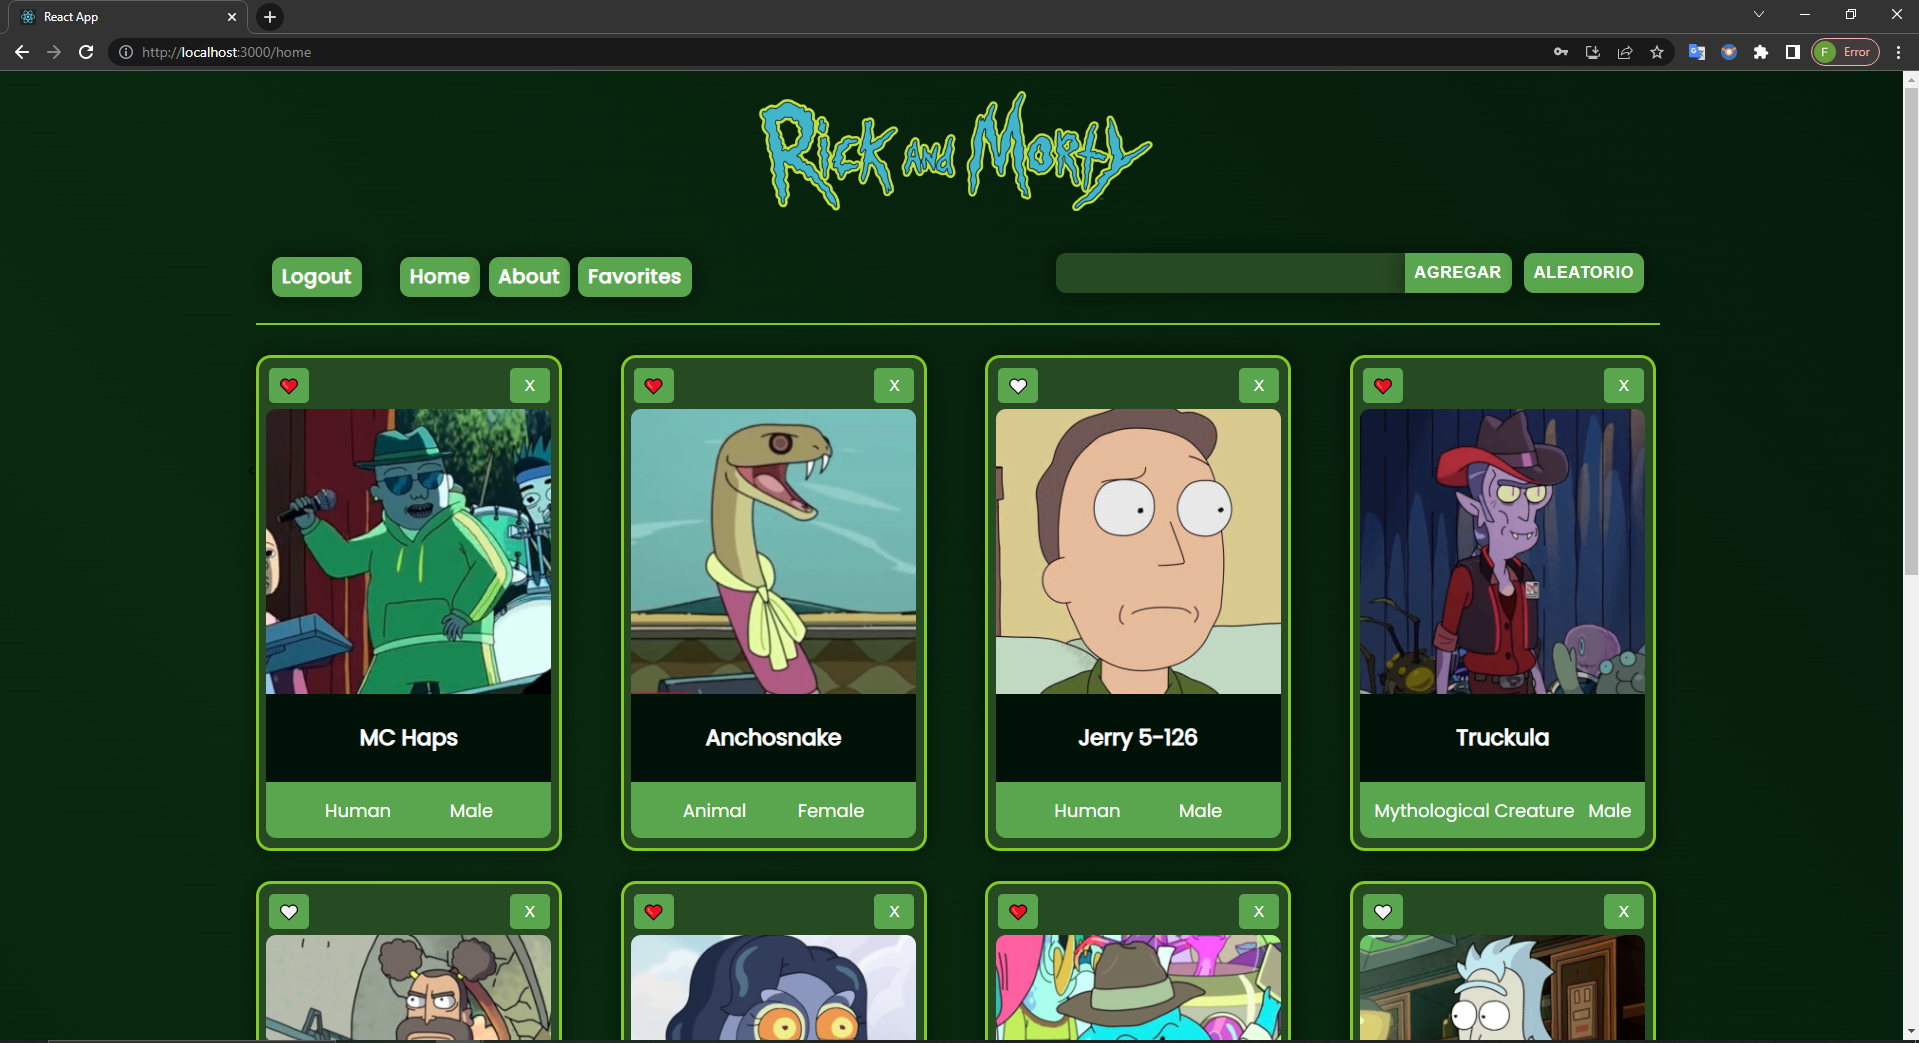 React App
http://localhost:3000/home
F Error
Rick and Morty
Logout Home About Favorites AGREGAR ALEATORIO
X X X X
MC Haps Anchosnake Jerry 5-126 Truckula
Human Male Animal Female Human Male Mythological Creature Male
X X X X